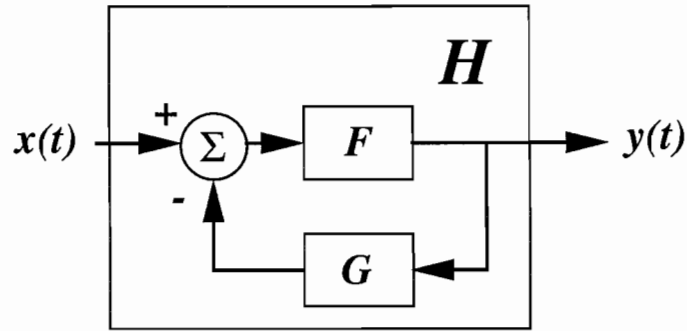 H
+
x(t) Σ F y(t)
-
G